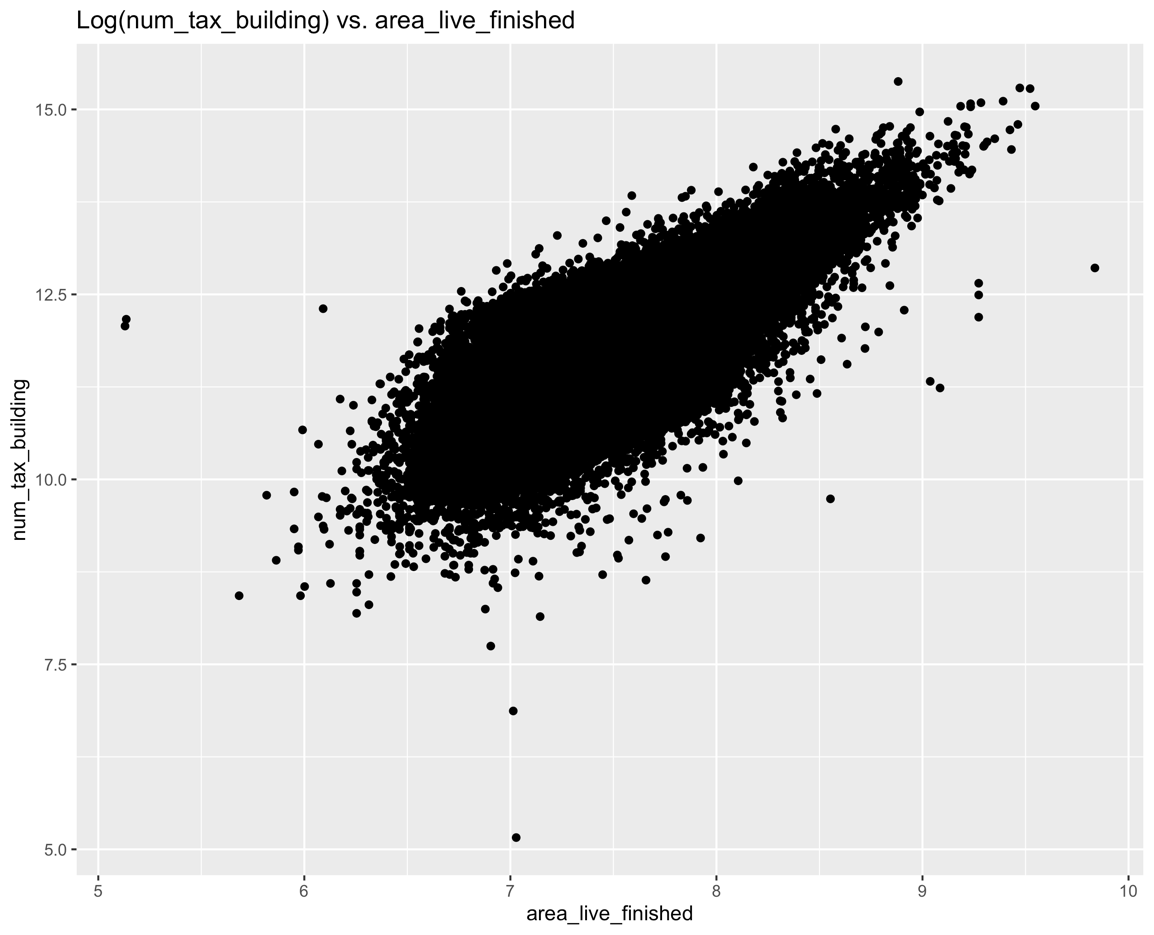 Log(num_tax_building) vs. area_live_finished
num_tax_building
15.0
12.5
10.0
7.5
5.0
5 6 7 8 9 10
area_live_finished